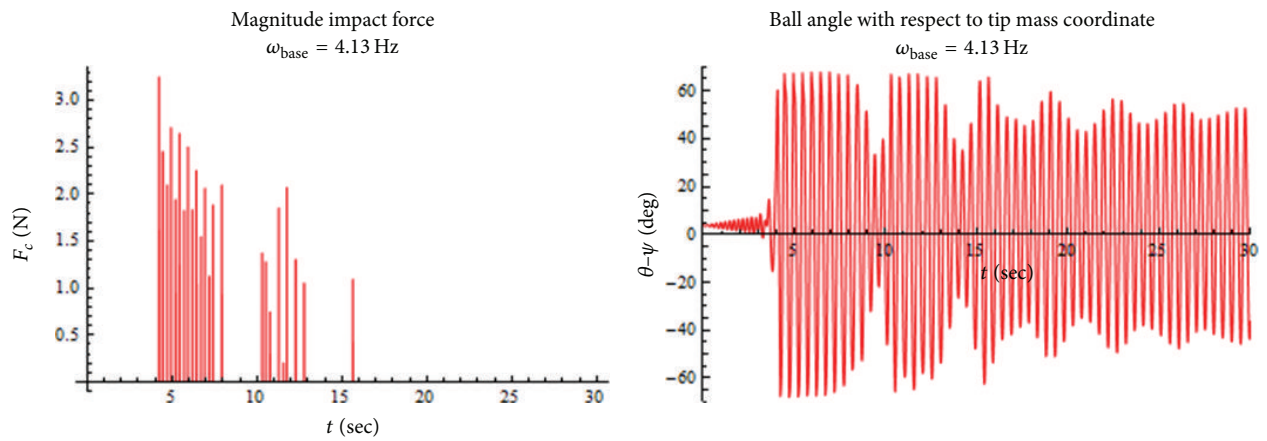 Magnitude impact force
ω_base = 4.13 Hz
3.0
2.5
2.0
1.5
1.0
0.5
F_c (N)
5 10 15 20 25 30
t (sec)
Ball angle with respect to tip mass coordinate
ω_base = 4.13 Hz
60
40
20
0
−20
−40
−60
θ–ψ (deg)
5 10 15 20 25 30
t (sec)